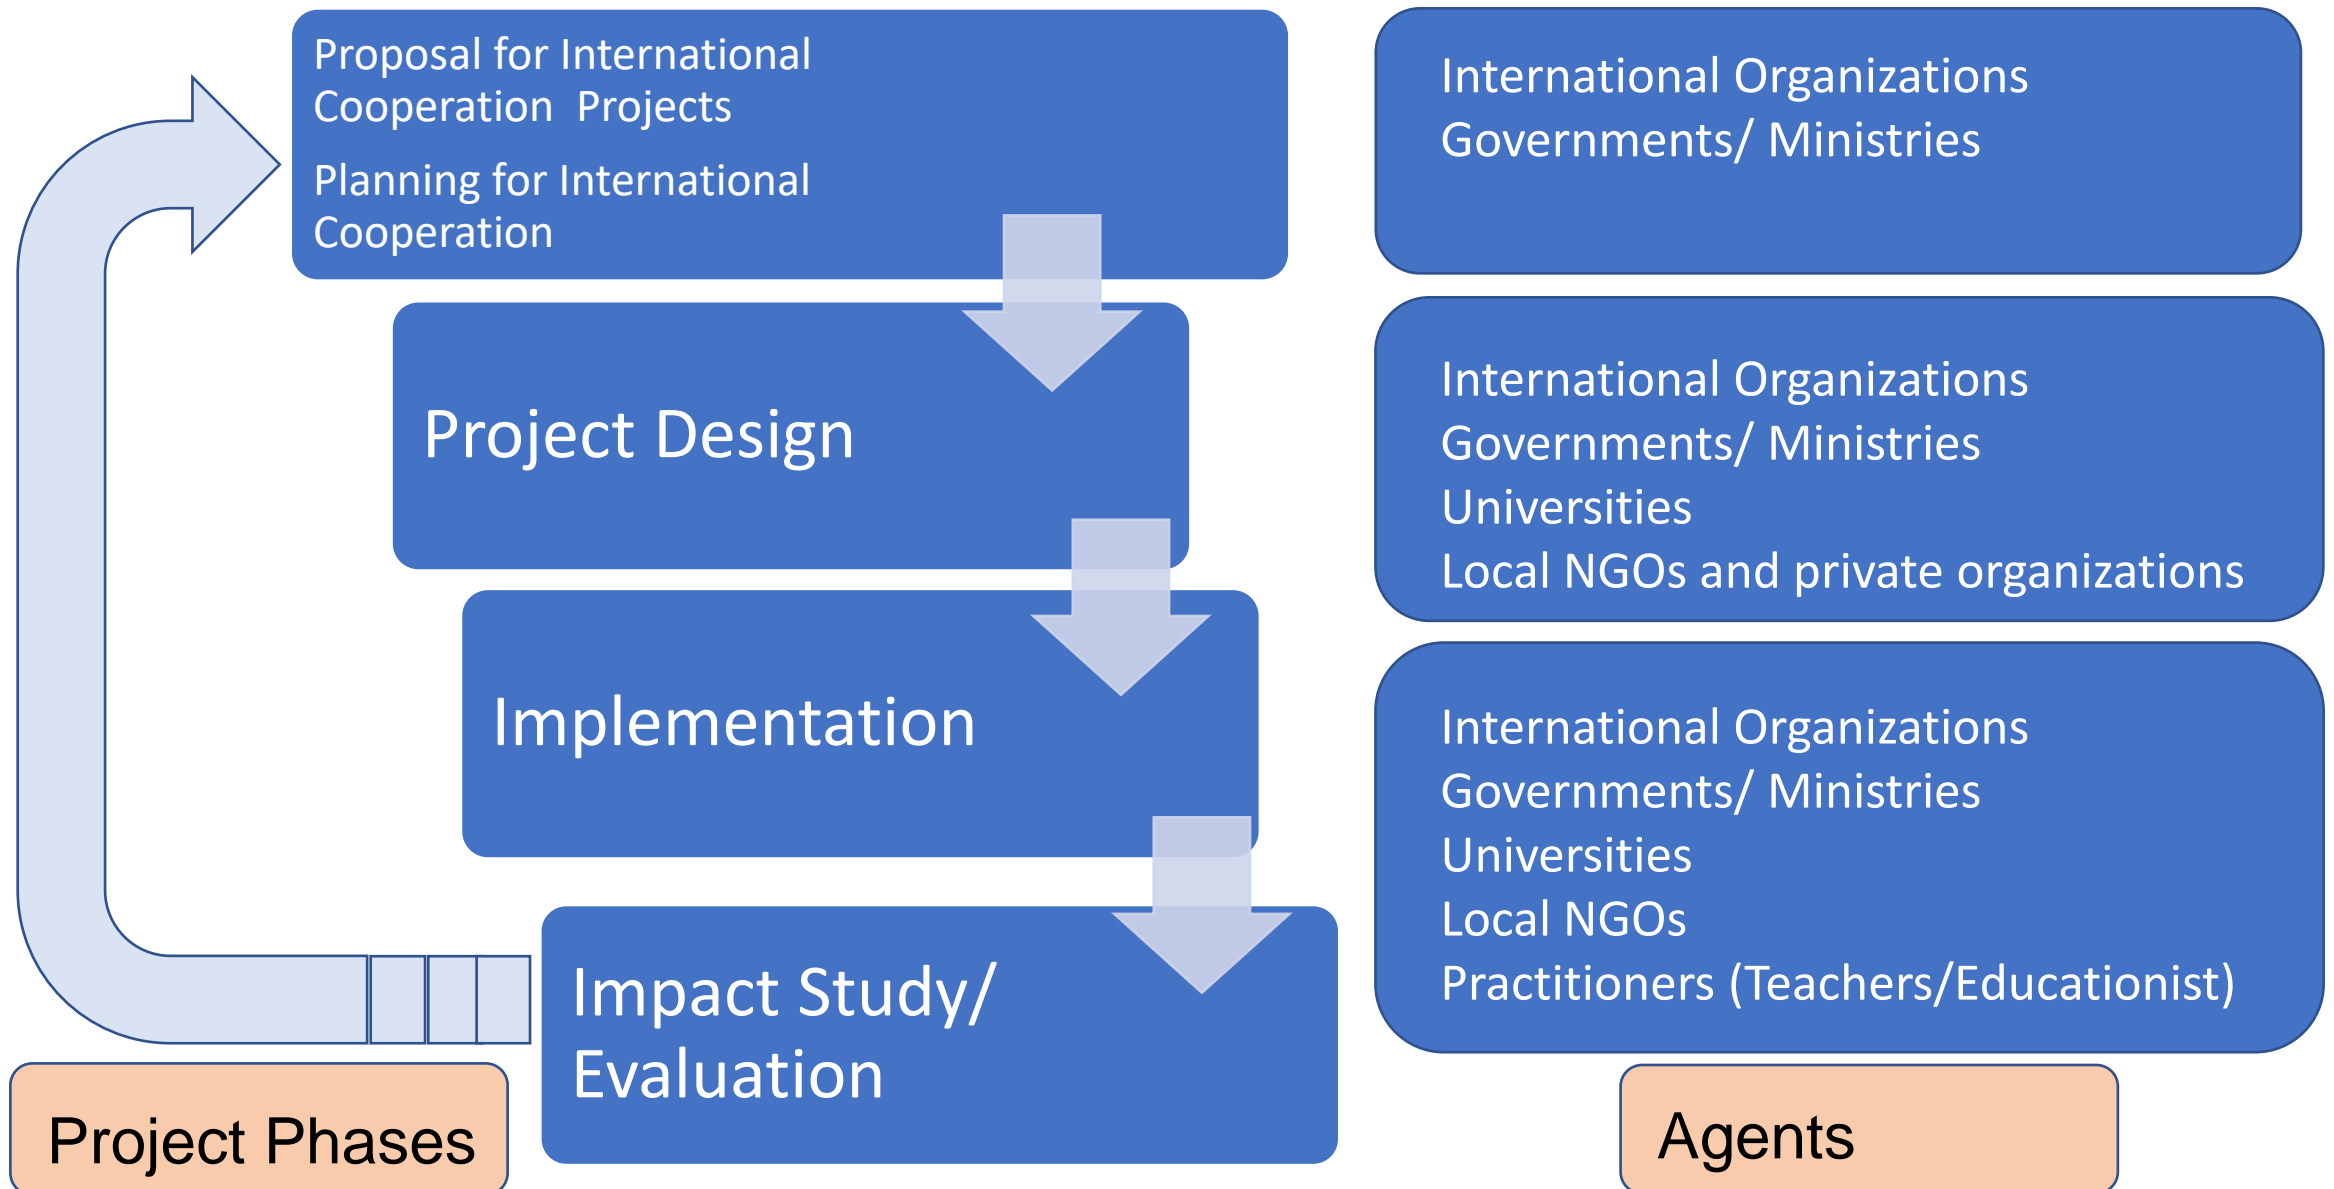 Proposal for International
Cooperation  Projects
Planning for International
Cooperation
Project Design
Implementation
Impact Study/
Evaluation
Project Phases
International Organizations
Governments/ Ministries
International Organizations
Governments/ Ministries
Universities
Local NGOs and private organizations
International Organizations
Governments/ Ministries
Universities
Local NGOs
Practitioners (Teachers/Educationist)
Agents